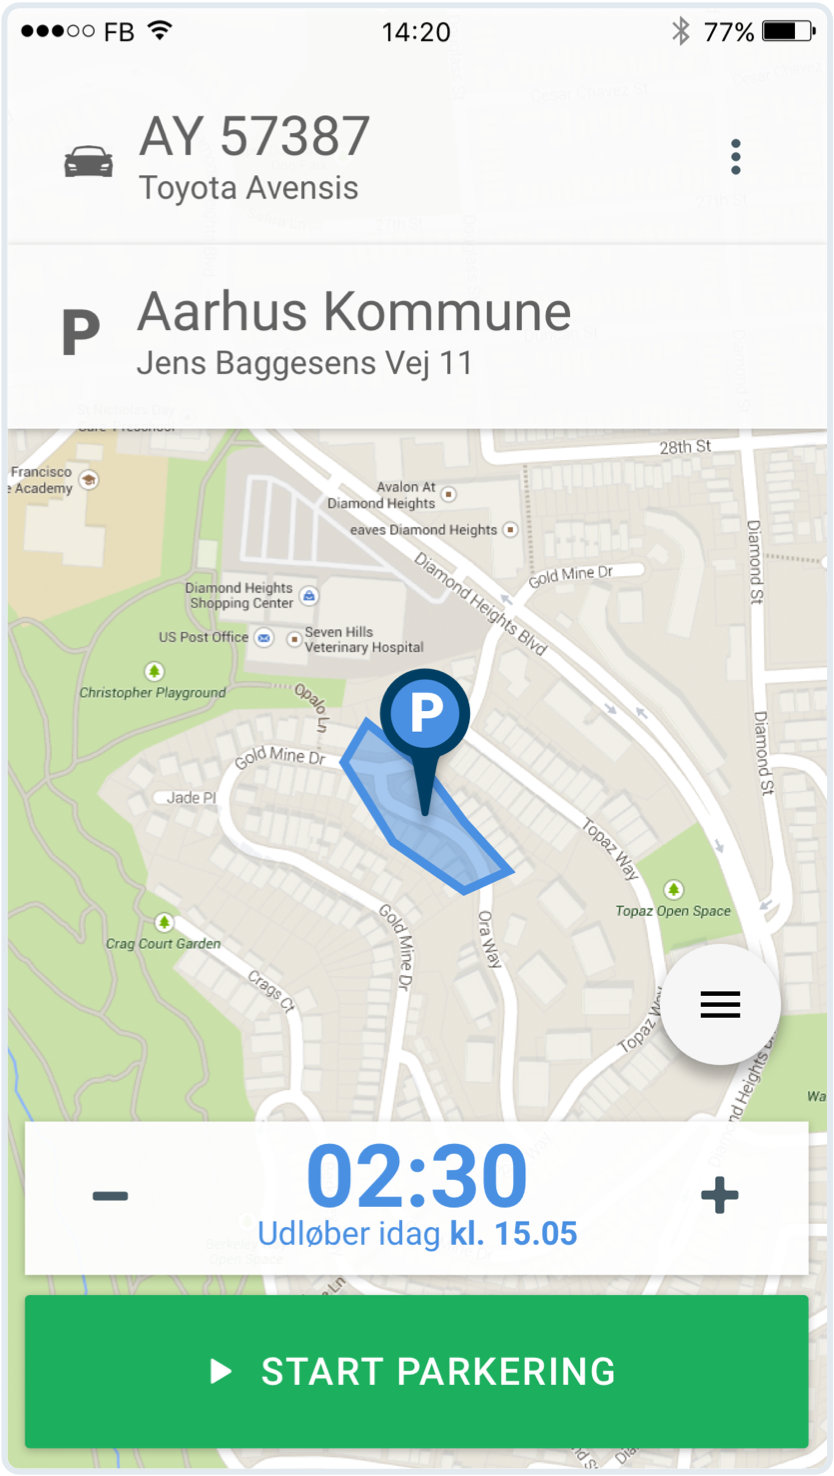 FB 14:20 77%
AY 57387
Toyota Avensis
P Aarhus Kommune
Jens Baggesens Vej 11
28th St
Francisco
Academy
Avalon At
Diamond Heights
eaves Diamond Heights
Diamond St
Diamond Heights Blvd
Gold Mine Dr
Diamond Heights
Shopping Center
US Post Office
Seven Hills
Veterinary Hospital
Christopher Playground
Opalo Ln
P
Gold Mine Dr
Diamond St
Jade Pl
Topaz Way
Topaz Open Space
Gold Mine Dr
Ora Way
Crag Court Garden
Crags Ct
Topaz Way
02:30
Udløber idag kl. 15.05
START PARKERING